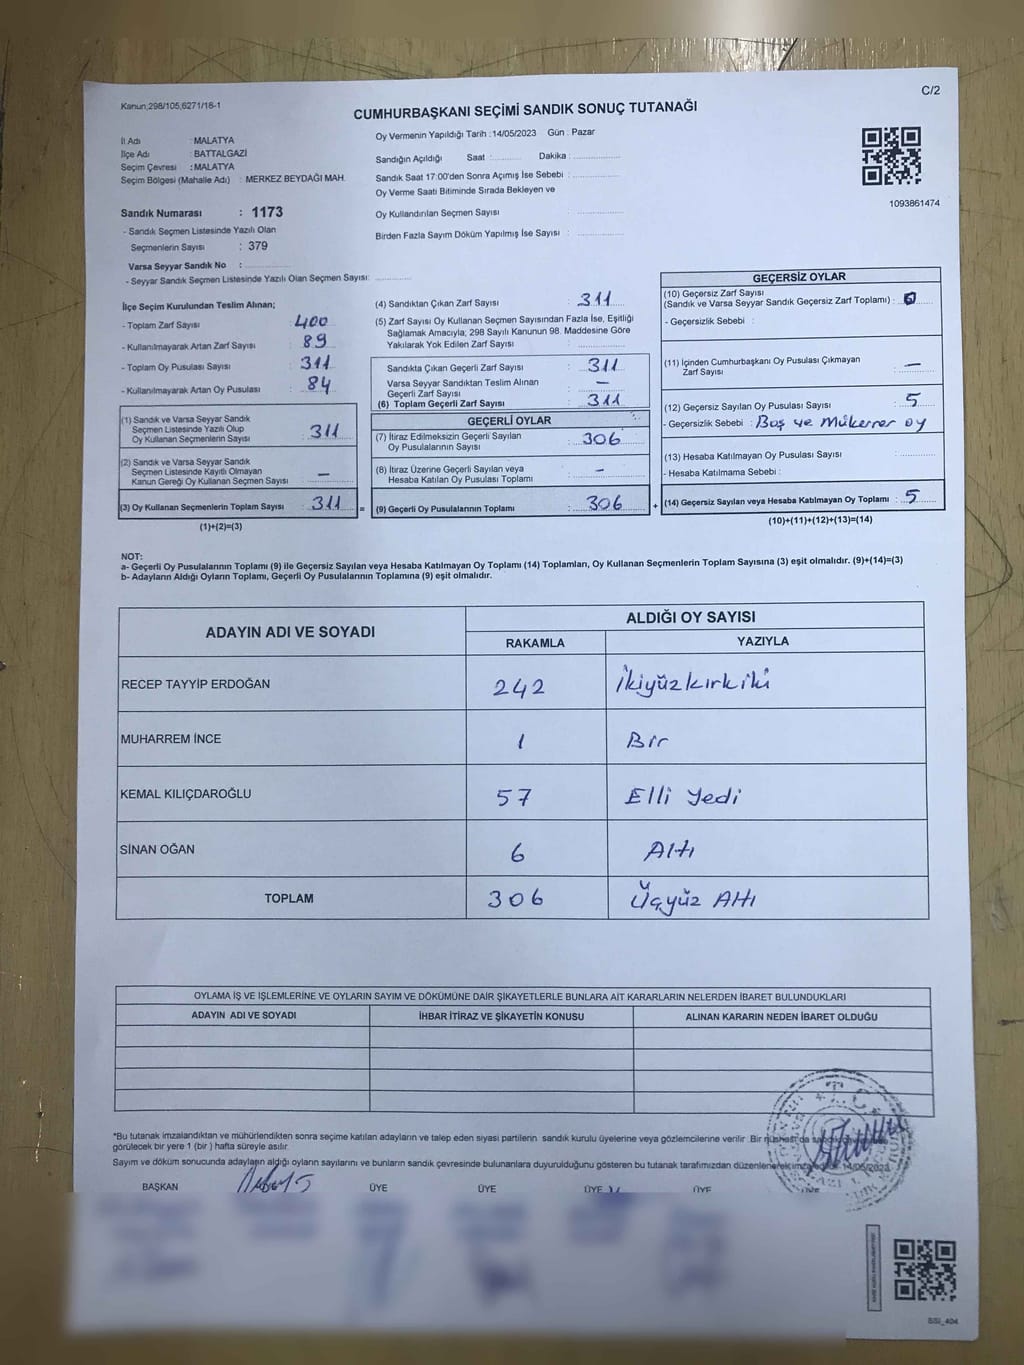 Kanun,298/105,6271/18-1
C/2
CUMHURBAŞKANI SEÇİMİ SANDIK SONUÇ TUTANAĞI
İl Adı : MALATYA
İlçe Adı : BATTALGAZİ
Seçim Çevresi : MALATYA
Seçim Bölgesi (Mahalle Adı) : MERKEZ BEYDAĞI MAH.
Sandık Numarası : 1173
- Sandık Seçmen Listesinde Yazılı Olan
Seçmenlerin Sayısı : 379
Varsa Seyyar Sandık No :
- Seyyar Sandık Seçmen Listesinde Yazılı Olan Seçmen Sayısı:
Oy Vermenin Yapıldığı Tarih :14/05/2023 Gün : Pazar
Sandığın Açıldığı Saat : Dakika :
Sandık Saat 17:00'den Sonra Açımış İse Sebebi :
Oy Verme Saati Bitiminde Sırada Bekleyen ve
Oy Kullandırılan Seçmen Sayısı :
Birden Fazla Sayım Döküm Yapılmış İse Sayısı :
1093861474
İlçe Seçim Kurulundan Teslim Alınan;
- Toplam Zarf Sayısı : 400
- Kullanılmayarak Artan Zarf Sayısı : 89
- Toplam Oy Pusulası Sayısı : 311
- Kullanılmayarak Artan Oy Pusulası : 84
(1) Sandık ve Varsa Seyyar Sandık
Seçmen Listesinde Yazılı Olup
Oy Kullanan Seçmenlerin Sayısı : 311
(2) Sandık ve Varsa Seyyar Sandık
Seçmen Listesinde Kayıtlı Olmayan
Kanun Gereği Oy Kullanan Seçmen Sayısı : —
(3) Oy Kullanan Seçmenlerin Toplam Sayısı : 311 =
(1)+(2)=(3)
(4) Sandıktan Çıkan Zarf Sayısı : 311
(5) Zarf Sayısı Oy Kullanan Seçmen Sayısından Fazla İse, Eşitliği
Sağlamak Amacıyla; 298 Sayılı Kanunun 98. Maddesine Göre
Yakılarak Yok Edilen Zarf Sayısı :
Sandıkta Çıkan Geçerli Zarf Sayısı : 311
Varsa Seyyar Sandıktan Teslim Alınan
Geçerli Zarf Sayısı : —
(6) Toplam Geçerli Zarf Sayısı : 311
GEÇERLİ OYLAR
(7) İtiraz Edilmeksizin Geçerli Sayılan
Oy Pusulasının Sayısı : 306
(8) İtiraz Üzerine Geçerli Sayılan veya
Hesaba Katılan Oy Pusulası Toplamı : —
(9) Geçerli Oy Pusulalarının Toplamı : 306 +
GEÇERSİZ OYLAR
(10) Geçersiz Zarf Sayısı
(Sandık ve Varsa Seyyar Sandık Geçersiz Zarf Toplamı) :
- Geçersizlik Sebebi :
(11) İçinden Cumhurbaşkanı Oy Pusulası Çıkmayan
Zarf Sayısı : —
(12) Geçersiz Sayılan Oy Pusulası Sayısı : 5
- Geçersizlik Sebebi : Boş ve Mükerrer oy
(13) Hesaba Katılmayan Oy Pusulası Sayısı :
- Hesaba Katılmama Sebebi :
(14) Geçersiz Sayılan veya Hesaba Katılmayan Oy Toplamı : 5
(10)+(11)+(12)+(13)=(14)
NOT:
a- Geçerli Oy Pusulalarının Toplamı (9) ile Geçersiz Sayılan veya Hesaba Katılmayan Oy Toplamı (14) Toplamları, Oy Kullanan Seçmenlerin Toplam Sayısına (3) eşit olmalıdır. (9)+(14)=(3)
b- Adayların Aldığı Oyların Toplamı, Geçerli Oy Pusulalarının Toplamına (9) eşit olmalıdır.
ADAYIN ADI VE SOYADI
ALDIĞI OY SAYISI
RAKAMLA YAZIYLA
RECEP TAYYİP ERDOĞAN 242 İkiyüzkırkiki
MUHARREM İNCE 1 Bir
KEMAL KILIÇDAROĞLU 57 Elli Yedi
SİNAN OĞAN 6 Altı
TOPLAM 306 Üçyüz Altı
OYLAMA İŞ VE İŞLEMLERİNE VE OYLARIN SAYIM VE DÖKÜMÜNE DAİR ŞİKAYETLERLE BUNLARA AİT KARARLARIN NELERDEN İBARET BULUNDUKLARI
ADAYIN ADI VE SOYADI İHBAR İTİRAZ VE ŞİKAYETİN KONUSU ALINAN KARARIN NEDEN İBARET OLDUĞU
*Bu tutanak imzalandıktan ve mühürlendikten sonra seçime katılan adayların ve talep eden siyasi partilerin sandık kurulu üyelerine veya gözlemcilerine verilir. Bir nüshası da
görülecek bir yere 1 (bir ) hafta süreyle asılır.
Sayım ve döküm sonucunda adayların aldığı oyların sayılarını ve bunların sandık çevresinde bulunanlara duyurulduğunu gösteren bu tutanak tarafımızdan düzenlenerek 14/05/2023
T.C.
BAŞKAN ÜYE ÜYE ÜYE ÜYE ÜYE
SSİ_404